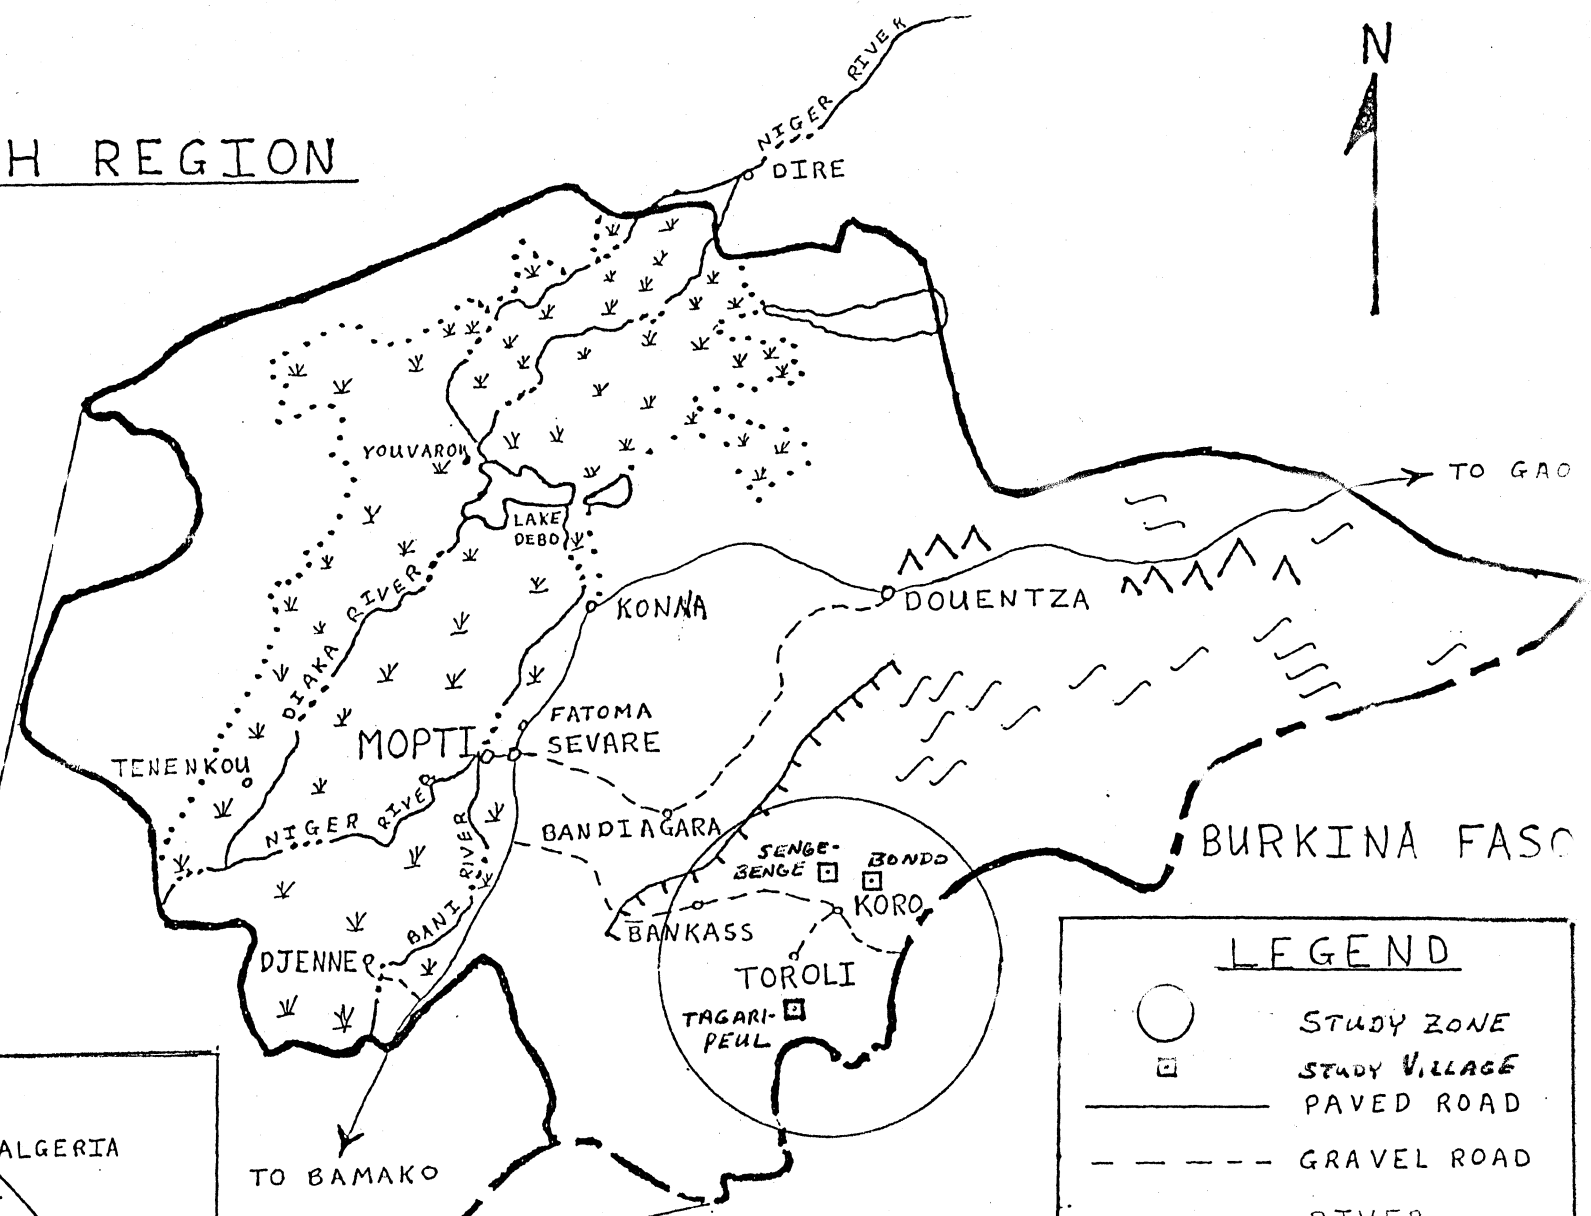 N
NIGER RIVER
H REGION
DIRE
YOUVAROU
TO GAO
LAKE
DEBO
DIAKA RIVER
KONNA
DOUENTZA
FATOMA
MOPTI
SEVARE
TENENKOU
NIGER RIVE
BANDIAGARA
BURKINA FASO
SENGE-
BENGE
BONDO
BANI RIVER
KORO
BANKASS
DJENNE
TOROLI
TAGARI-
PEUL
LEGEND
STUDY ZONE
STUDY VILLAGE
PAVED ROAD
GRAVEL ROAD
ALGERIA
TO BAMAKO